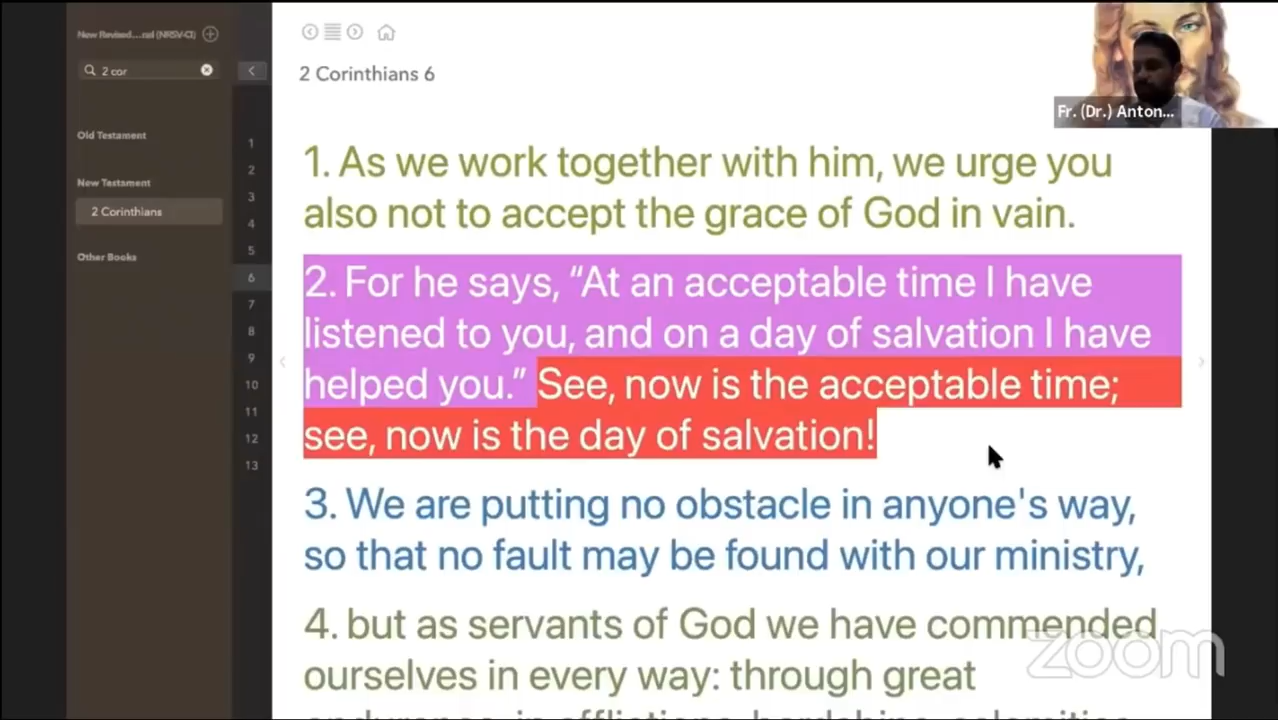 New Revised....rsl (NRSV-CI)
2 cor
Old Testament
New Testament
2 Corinthians
Other Books
1
2
3
4
5
6
7
8
9
10
11
12
13
2 Corinthians 6
1. As we work together with him, we urge you
also not to accept the grace of God in vain.
2. For he says, “At an acceptable time I have
listened to you, and on a day of salvation I have
helped you.” See, now is the acceptable time;
see, now is the day of salvation!
3. We are putting no obstacle in anyone's way,
so that no fault may be found with our ministry,
4. but as servants of God we have commended
ourselves in every way: through great
endurance, in afflictions, hardships, calamities,
Fr. (Dr.) Anton...
zoom